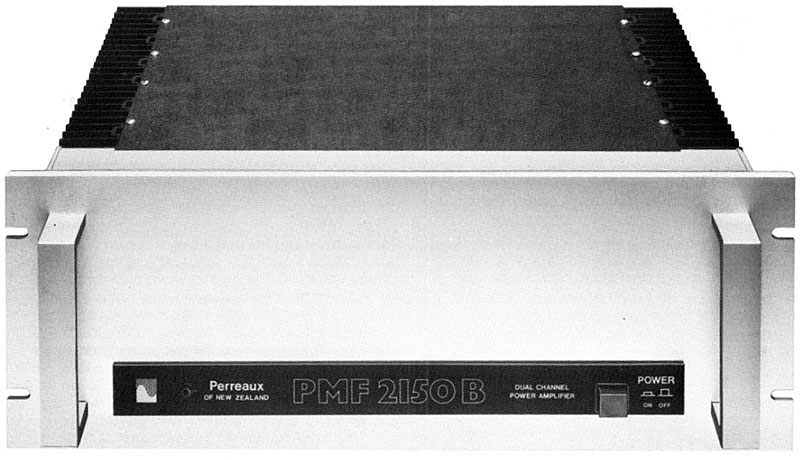 Perreaux
OF NEW ZEALAND
PMF 2150 B
DUAL CHANNEL
POWER AMPLIFIER
POWER
ON OFF